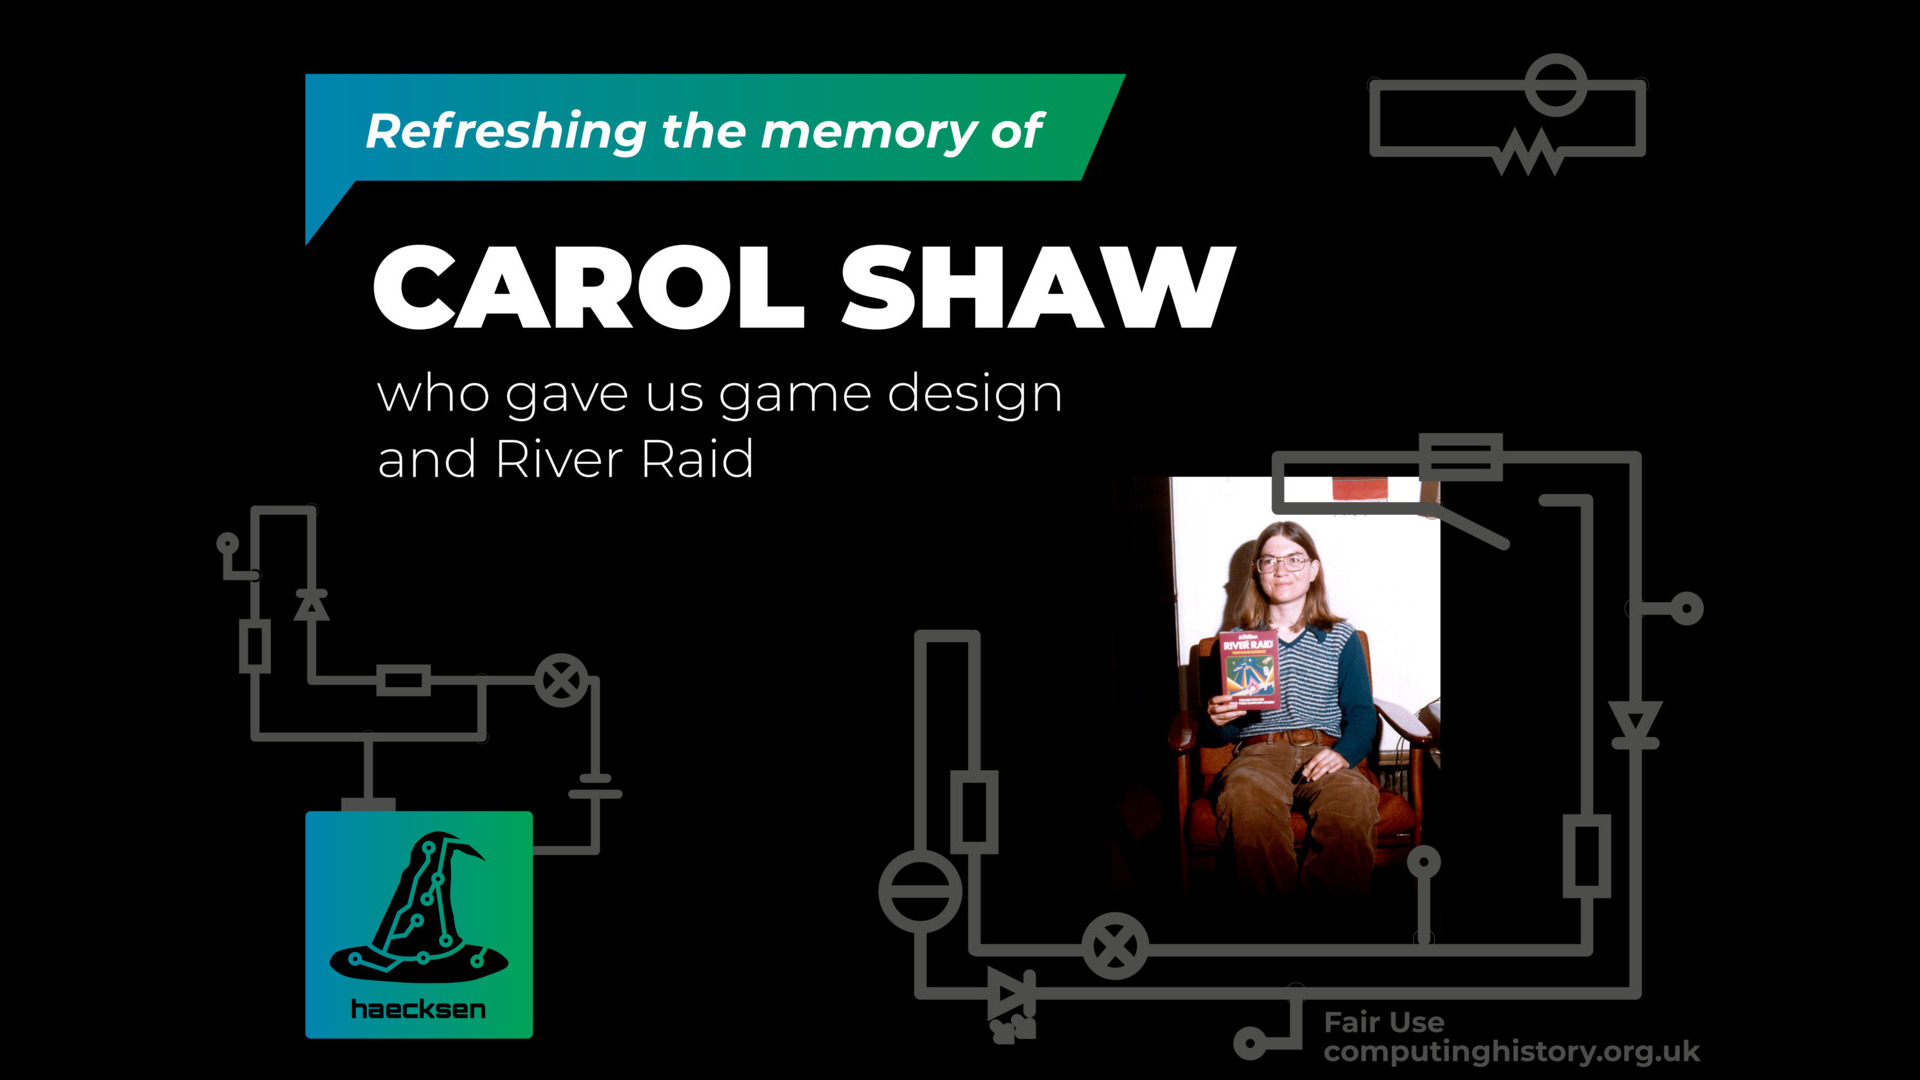 Refreshing the memory of
CAROL SHAW
who gave us game design
and River Raid
RIVER RAID
haecksen
Fair Use
computinghistory.org.uk